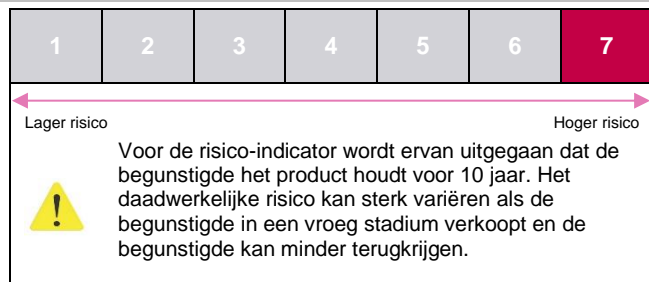 1 2 3 4 5 6 7
Lager risico Hoger risico
Voor de risico-indicator wordt ervan uitgegaan dat de
begunstigde het product houdt voor 10 jaar. Het
daadwerkelijke risico kan sterk variëren als de
begunstigde in een vroeg stadium verkoopt en de
begunstigde kan minder terugkrijgen.